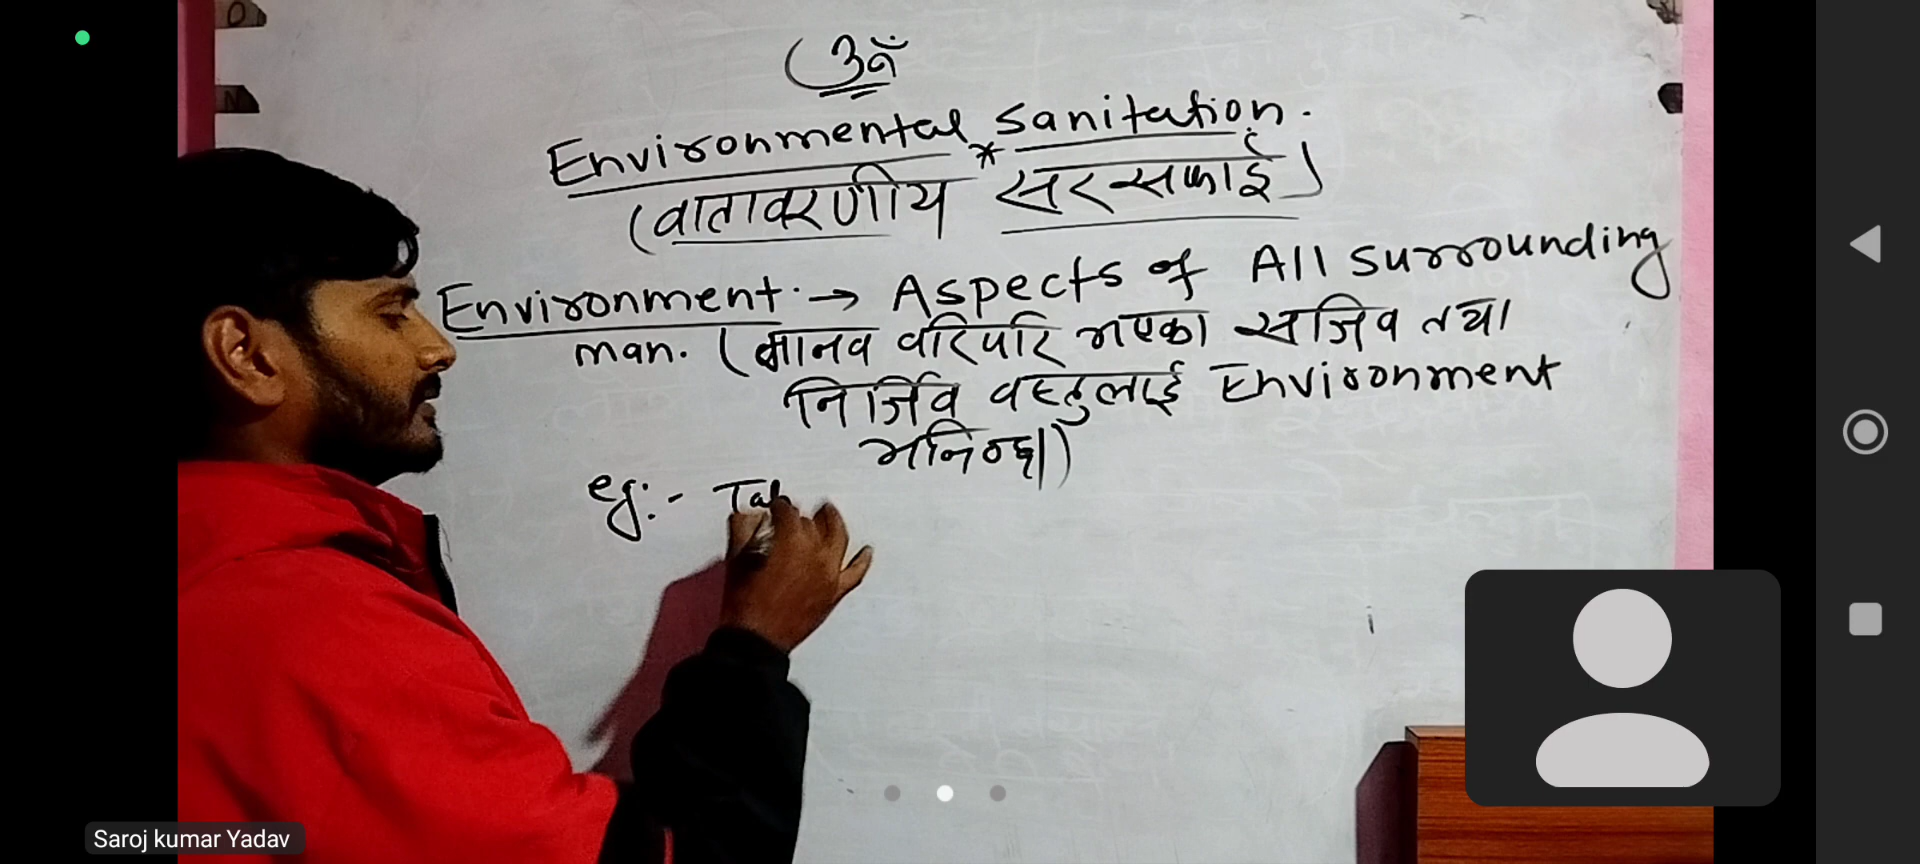 ॐ
Environmental sanitation.
*
(वातावरणीय सरसफाई)
Environment. → Aspects of All surrounding
man. (मानव वरिपरि भएका सजिव तथा
निर्जिव वस्तुलाई Environment
भनिन्छ।)
eg:- Tab
Saroj kumar Yadav